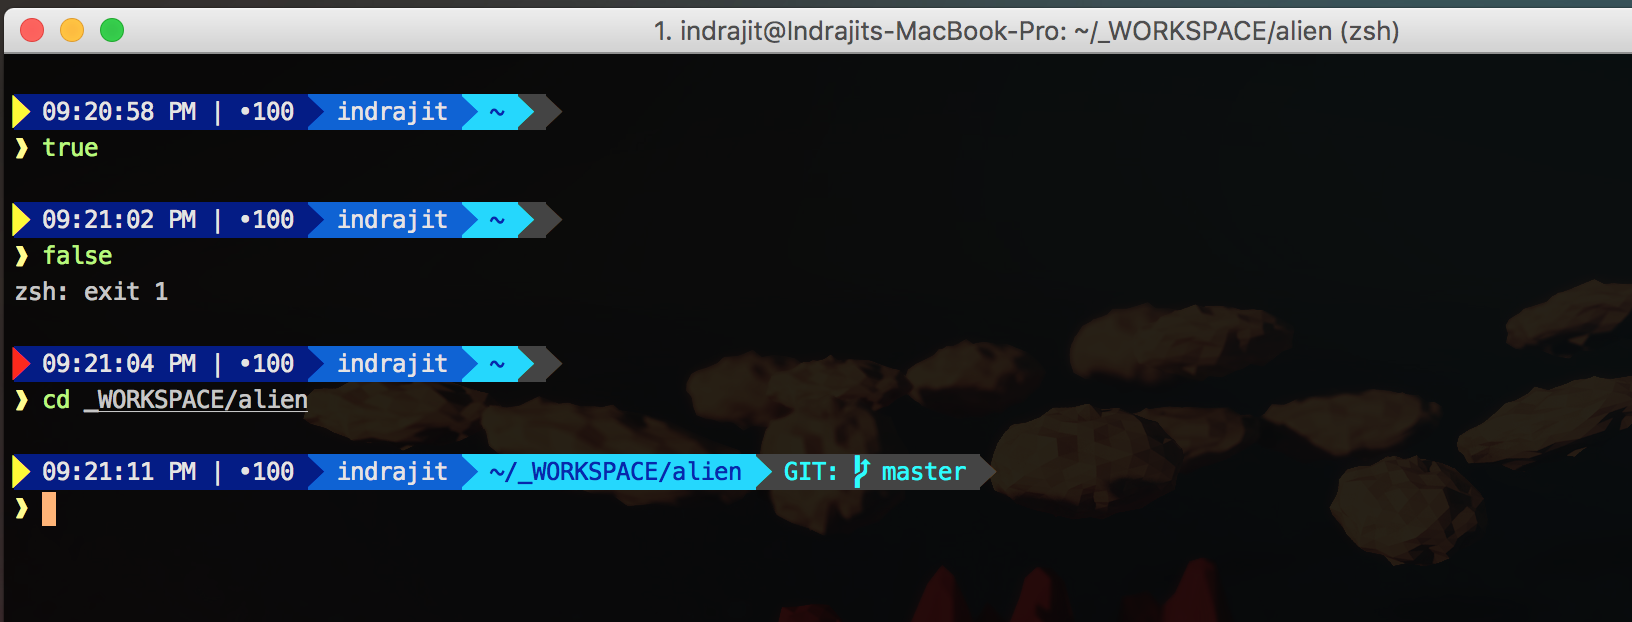 1. indrajit@Indrajits-MacBook-Pro: ~/_WORKSPACE/alien (zsh)
09:20:58 PM | •100 indrajit ~
❱ true
09:21:02 PM | •100 indrajit ~
❱ false
zsh: exit 1
09:21:04 PM | •100 indrajit ~
❱ cd _WORKSPACE/alien
09:21:11 PM | •100 indrajit ~/_WORKSPACE/alien GIT: master
❱